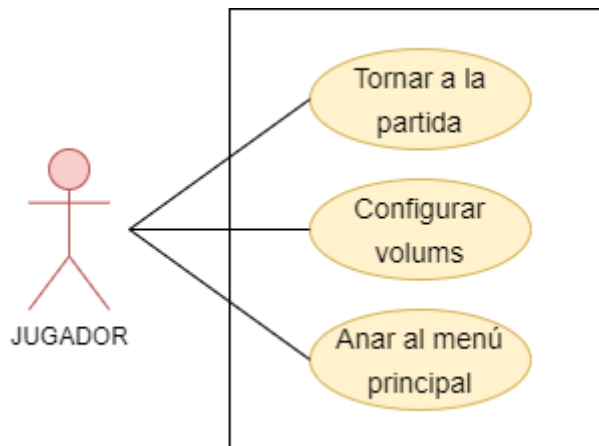 Tornar a la
partida
Configurar
volums
Anar al menú
principal
JUGADOR